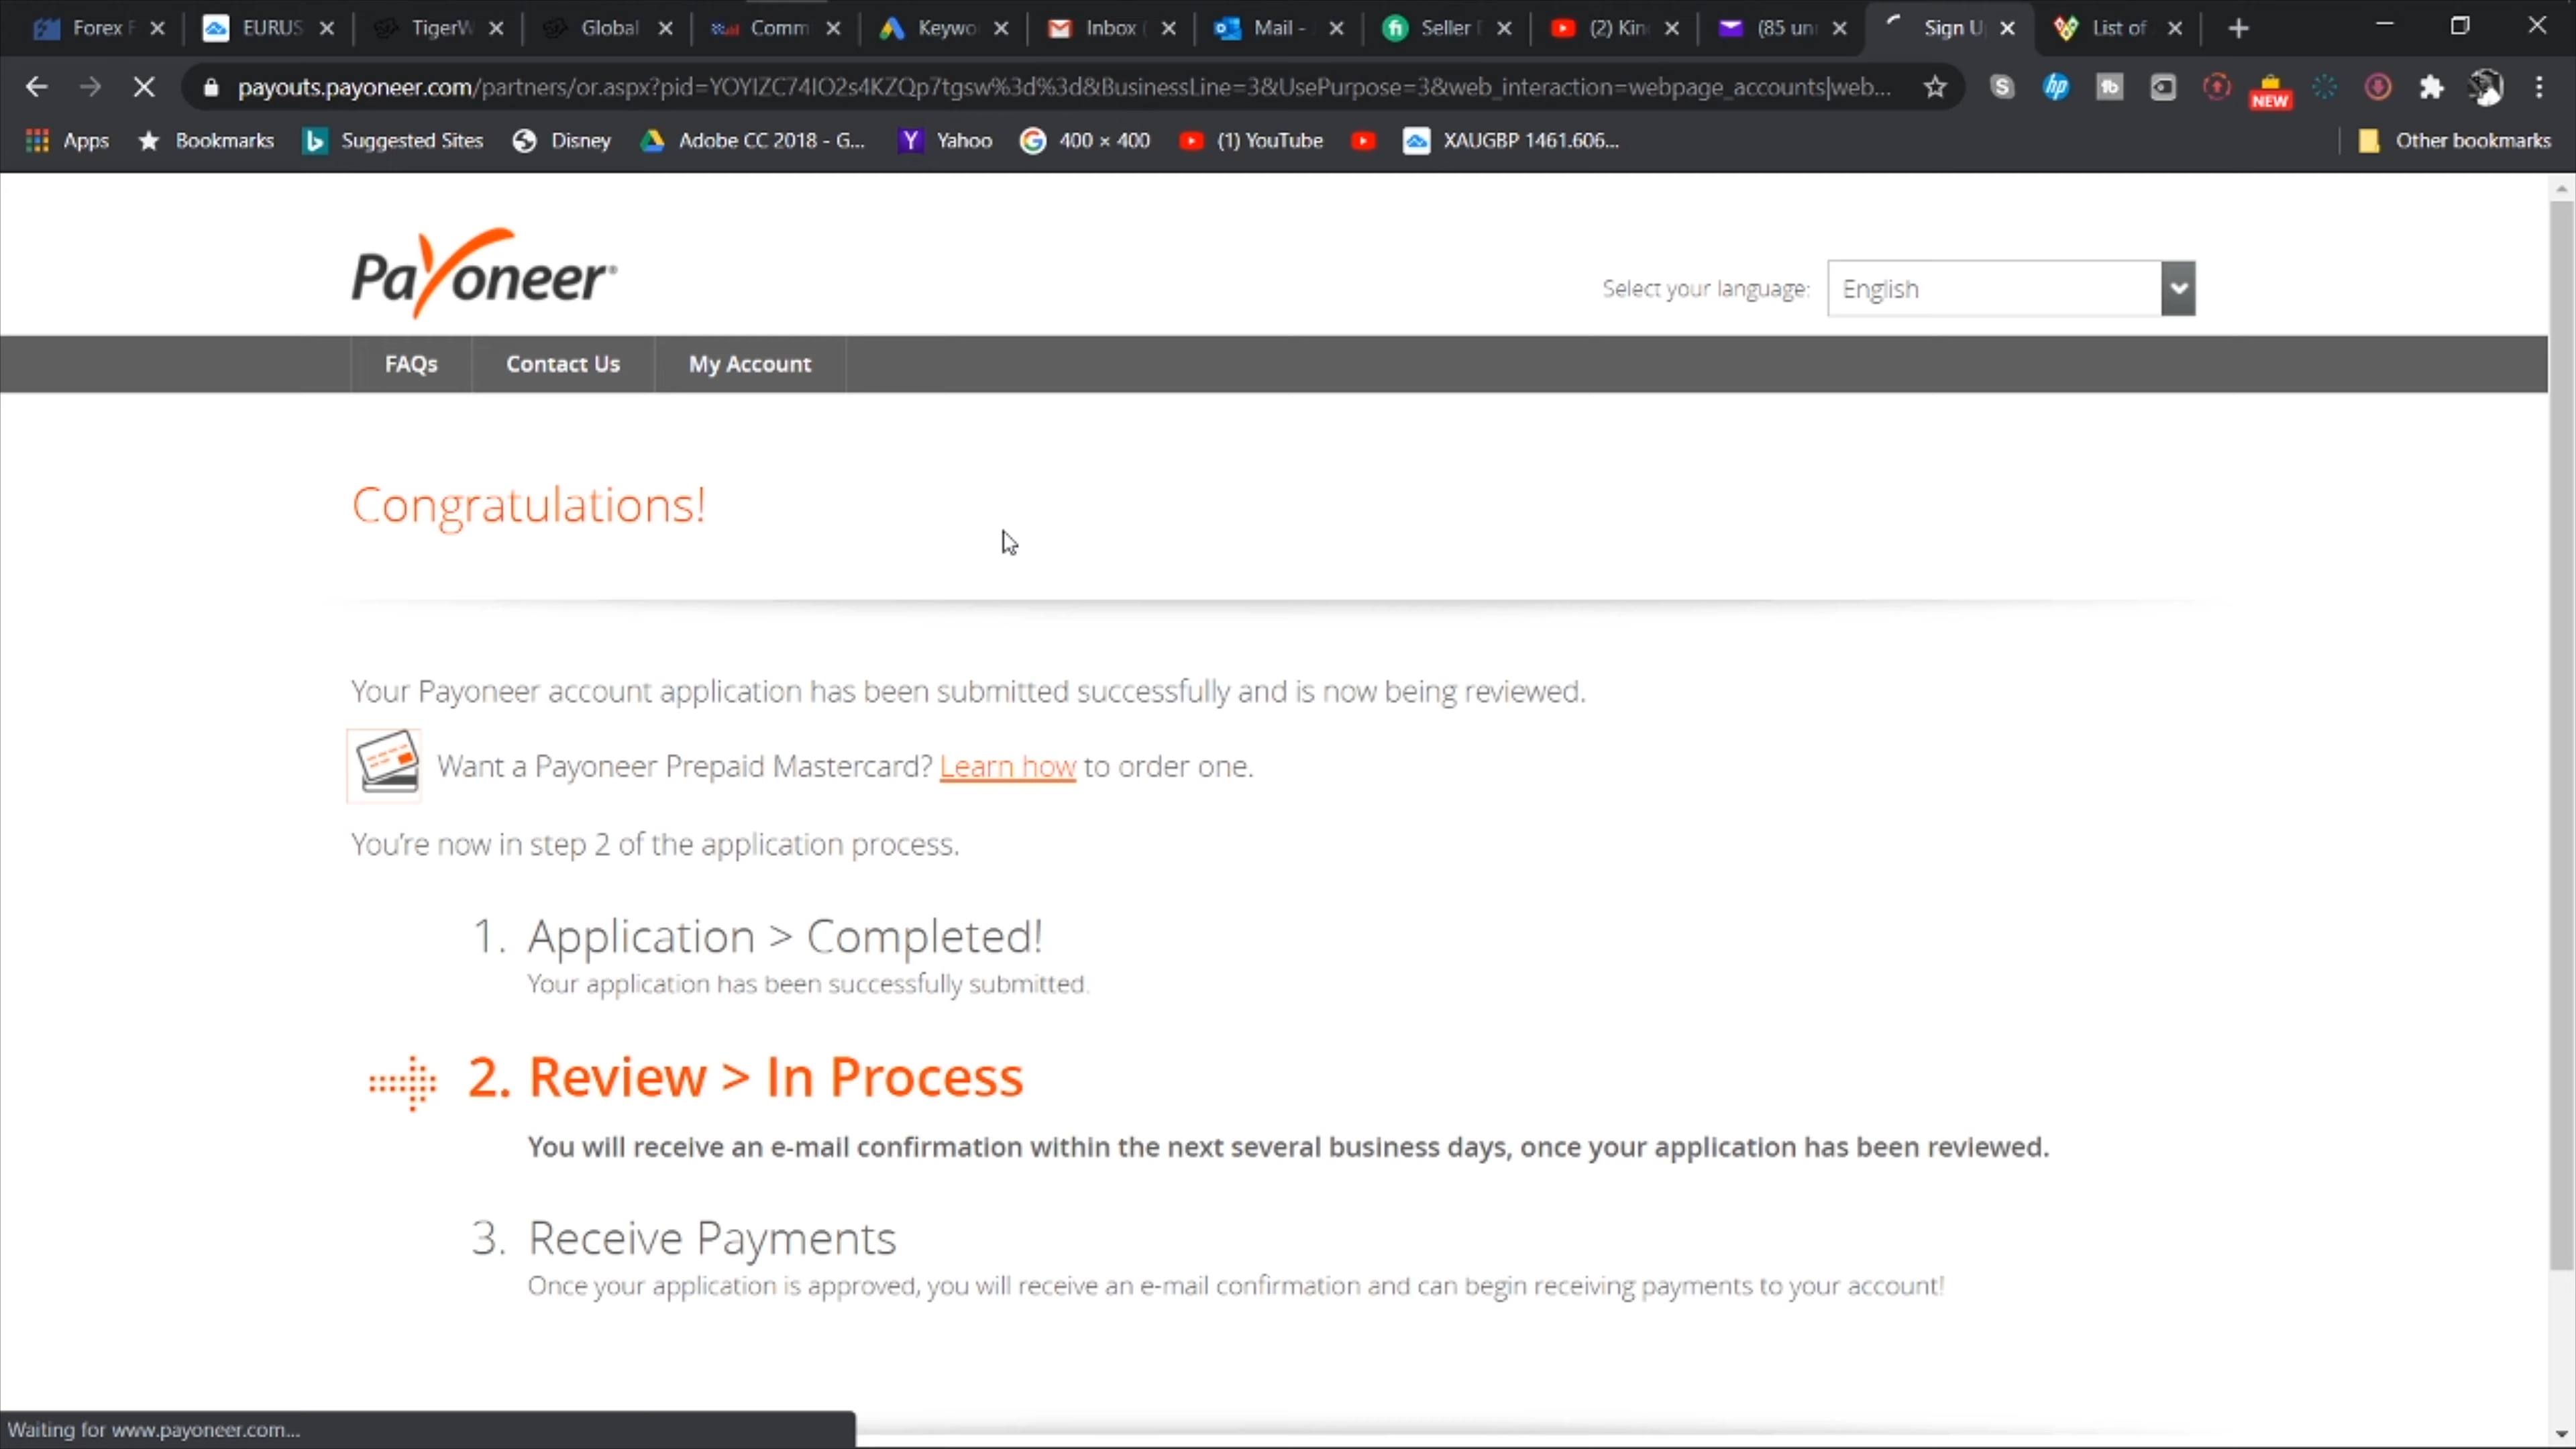 Forex F
EURUS
TigerW
Global
Comm
Keywo
Inbox (
Mail -
Seller
(2) Kin
(85 un
Sign U
List of
payouts.payoneer.com/partners/or.aspx?pid=YOYIZC74IO2s4KZQp7tgsw%3d%3d&BusinessLine=3&UsePurpose=3&web_interaction=webpage_accounts|web...
NEW
Apps
Bookmarks
Suggested Sites
Disney
Adobe CC 2018 - G...
Yahoo
400 × 400
(1) YouTube
XAUGBP 1461.606...
Other bookmarks
Payoneer
Select your language:
English
FAQs
Contact Us
My Account
Congratulations!
Your Payoneer account application has been submitted successfully and is now being reviewed.
Want a Payoneer Prepaid Mastercard? Learn how to order one.
You're now in step 2 of the application process.
1. Application > Completed!
Your application has been successfully submitted.
2. Review > In Process
You will receive an e-mail confirmation within the next several business days, once your application has been reviewed.
3. Receive Payments
Once your application is approved, you will receive an e-mail confirmation and can begin receiving payments to your account!
Waiting for www.payoneer.com...